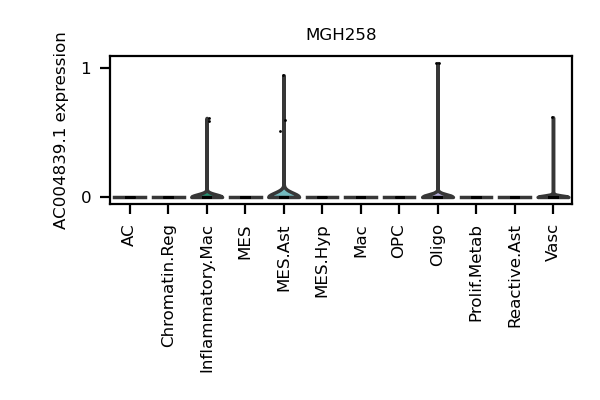 MGH258
AC004839.1 expression
1
0
AC
Chromatin.Reg
Inflammatory.Mac
MES
MES.Ast
MES.Hyp
Mac
OPC
Oligo
Prolif.Metab
Reactive.Ast
Vasc